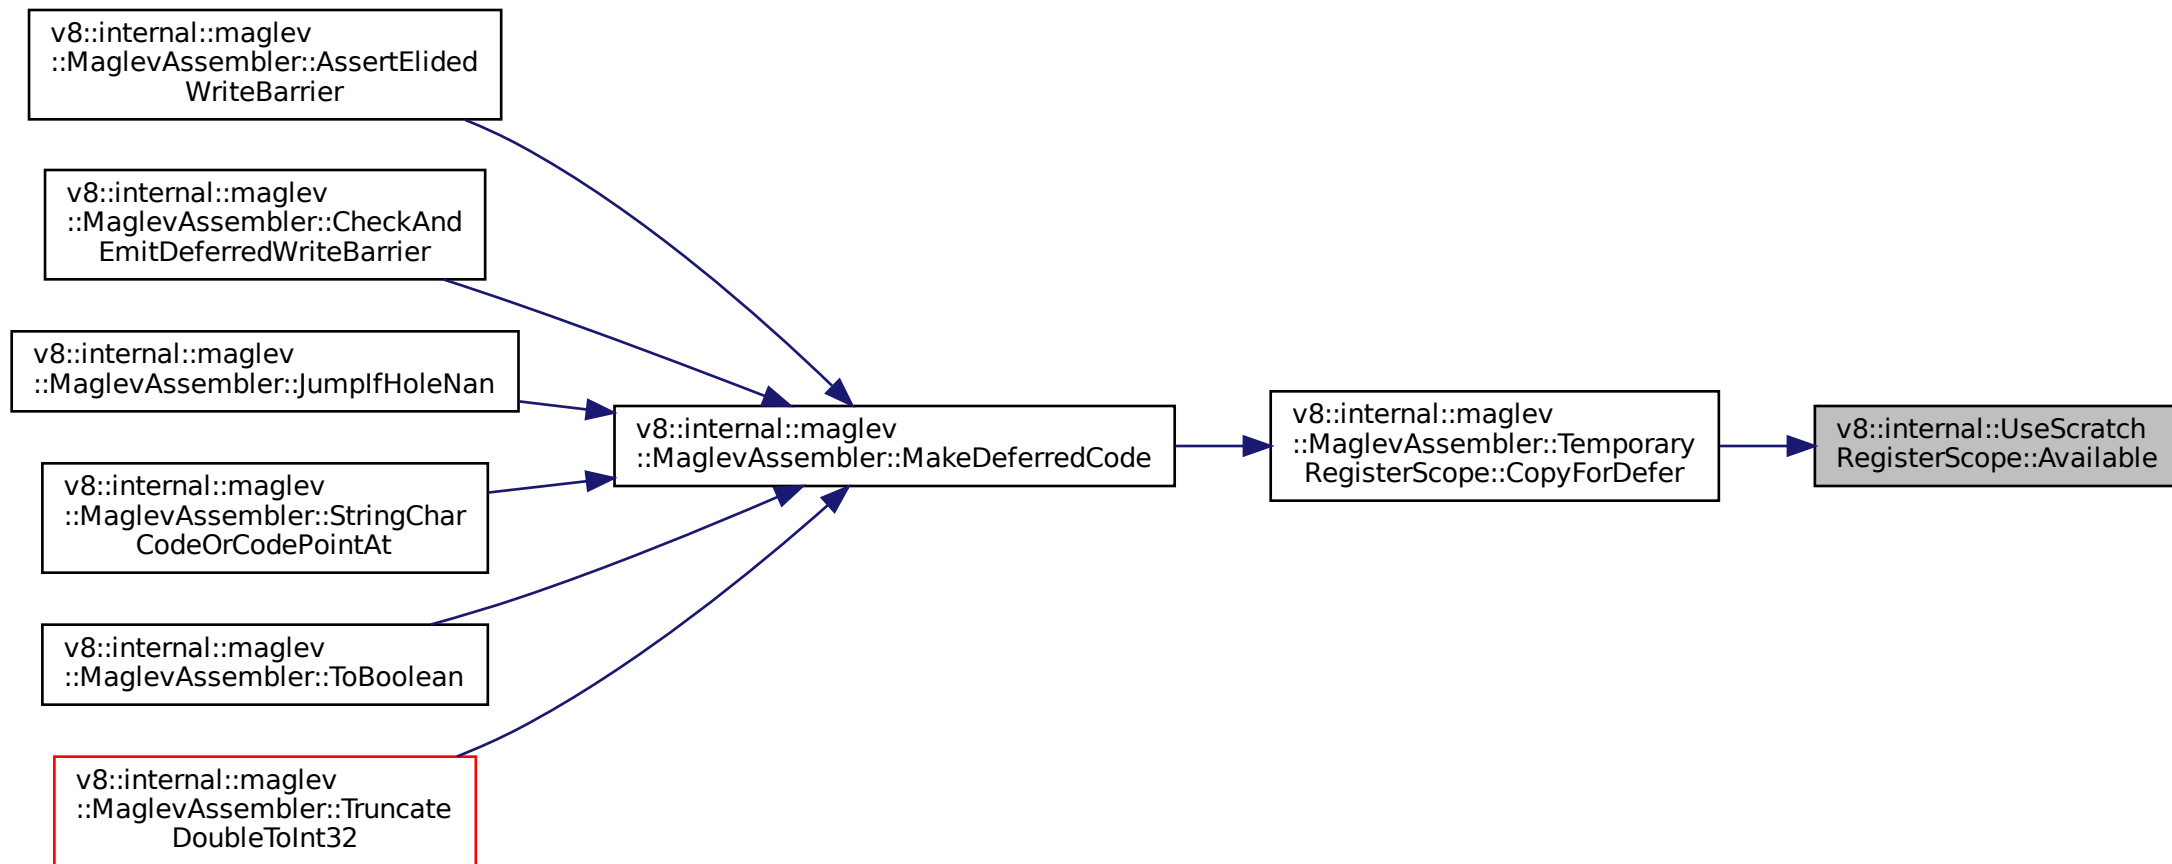 v8::internal::maglev
::MaglevAssembler::AssertElided
WriteBarrier
v8::internal::maglev
::MaglevAssembler::CheckAnd
EmitDeferredWriteBarrier
v8::internal::maglev
::MaglevAssembler::JumpIfHoleNan
v8::internal::maglev
::MaglevAssembler::StringChar
CodeOrCodePointAt
v8::internal::maglev
::MaglevAssembler::ToBoolean
v8::internal::maglev
::MaglevAssembler::Truncate
DoubleToInt32
v8::internal::maglev
::MaglevAssembler::MakeDeferredCode
v8::internal::maglev
::MaglevAssembler::Temporary
RegisterScope::CopyForDefer
v8::internal::UseScratch
RegisterScope::Available